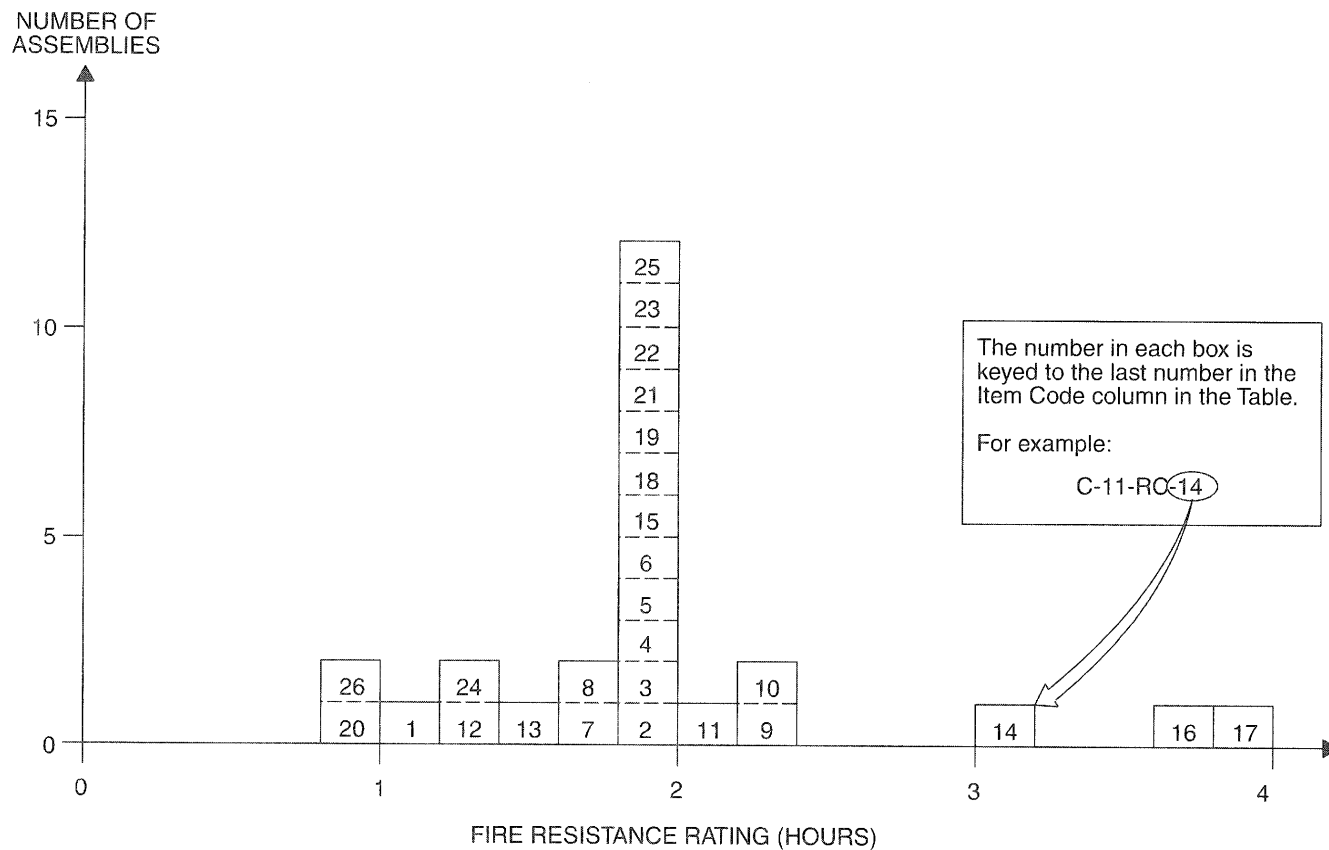 NUMBER OF
ASSEMBLIES
15
10
5
0
25
23
22
21
19
18
15
6
5
4
26 24 8 3 10
20 1 12 13 7 2 11 9 14 16 17
The number in each box is
keyed to the last number in the
Item Code column in the Table.
For example:
C-11-RC-14
0 1 2 3 4
FIRE RESISTANCE RATING (HOURS)